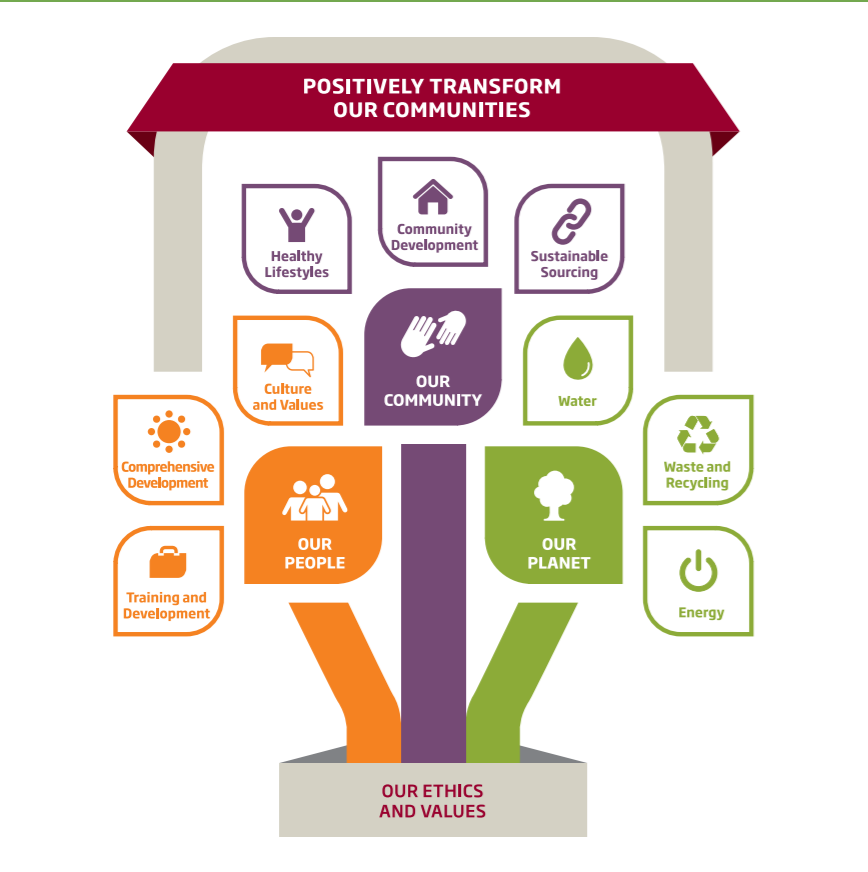 POSITIVELY TRANSFORM
OUR COMMUNITIES
Community
Development
Healthy
Lifestyles
Sustainable
Sourcing
OUR
COMMUNITY
Culture
and Values
Water
Comprehensive
Development
Waste and
Recycling
OUR
PEOPLE
OUR
PLANET
Training and
Development
Energy
OUR ETHICS
AND VALUES